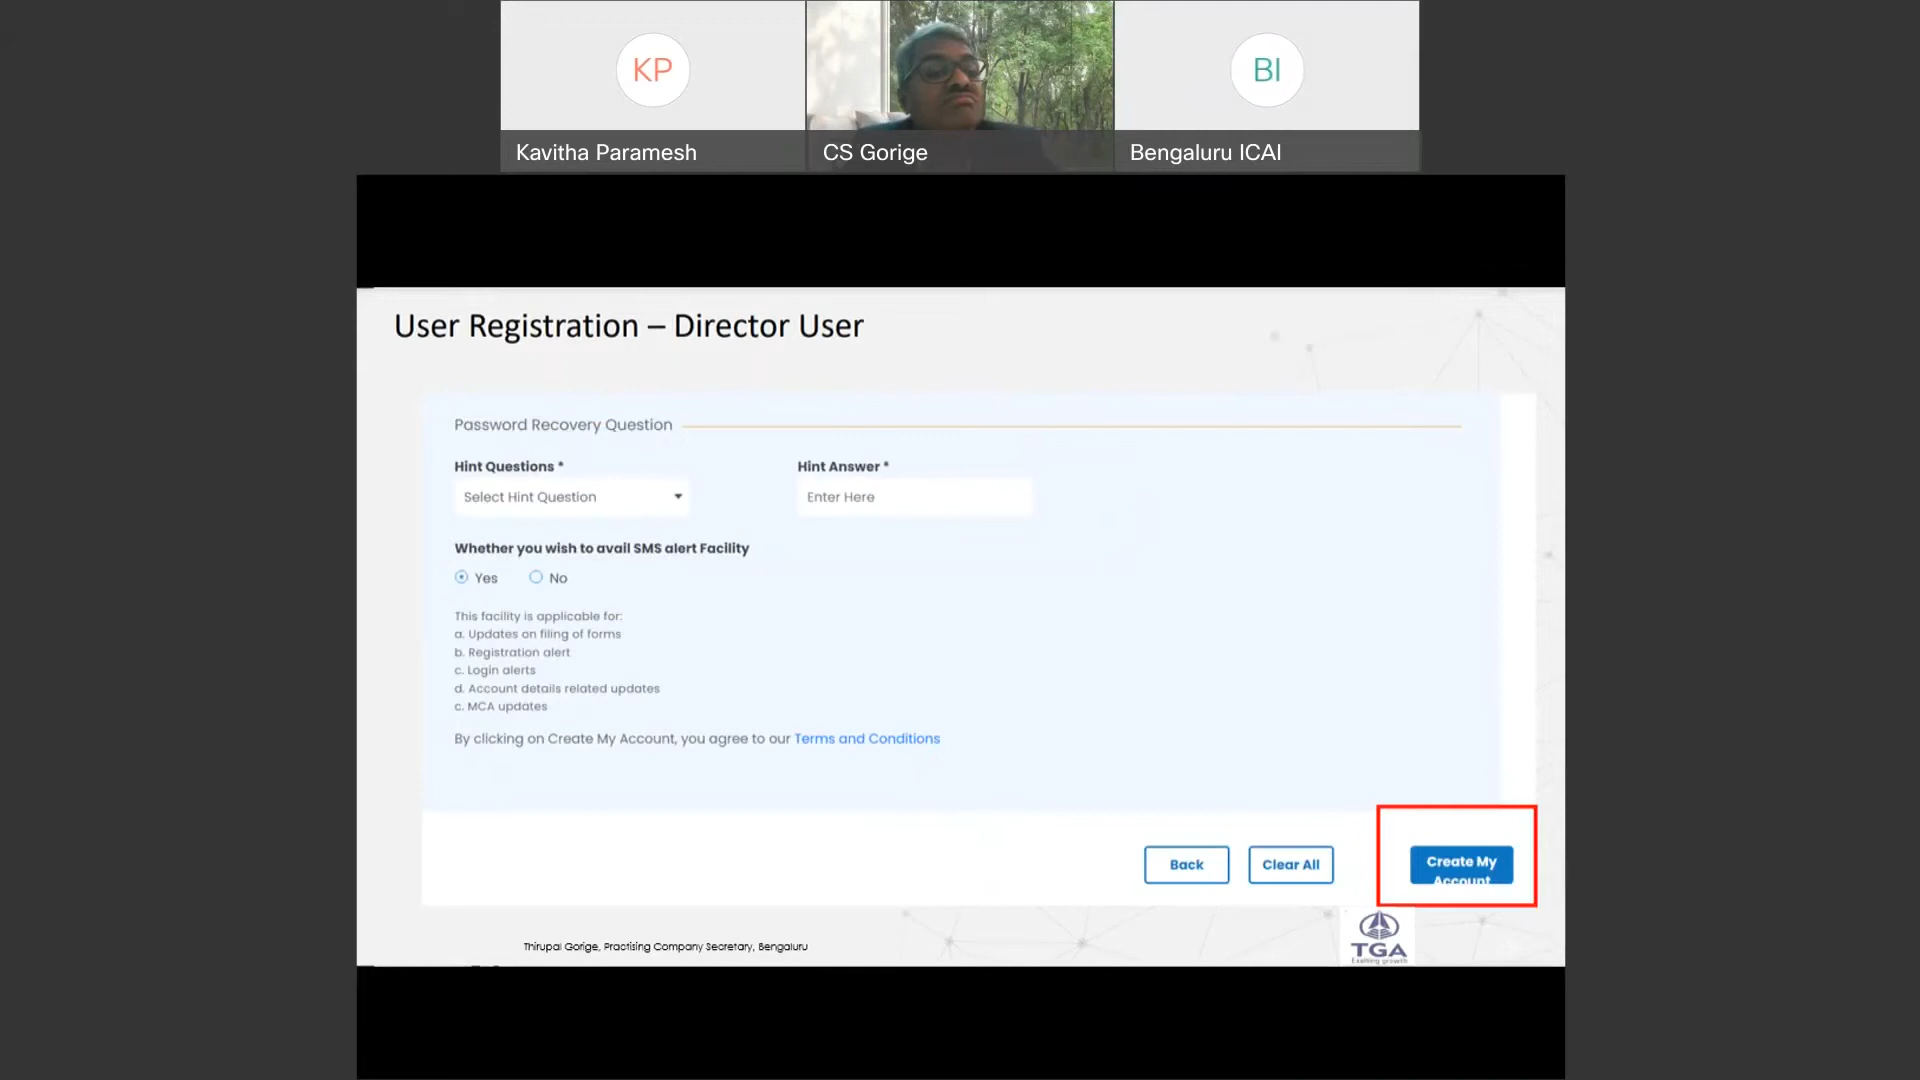 KP
BI
Kavitha Paramesh
CS Gorige
Bengaluru ICAI
User Registration – Director User
Password Recovery Question
Hint Questions *
Hint Answer *
Select Hint Question
Enter Here
Whether you wish to avail SMS alert Facility
Yes
No
This facility is applicable for:
a. Updates on filing of forms
b. Registration alert
c. Login alerts
d. Account details related updates
c. MCA updates
By clicking on Create My Account, you agree to our Terms and Conditions
Back
Clear All
Create My
Account
Thirupal Gorige, Practising Company Secretary, Bengaluru
TGA
Exalting growth